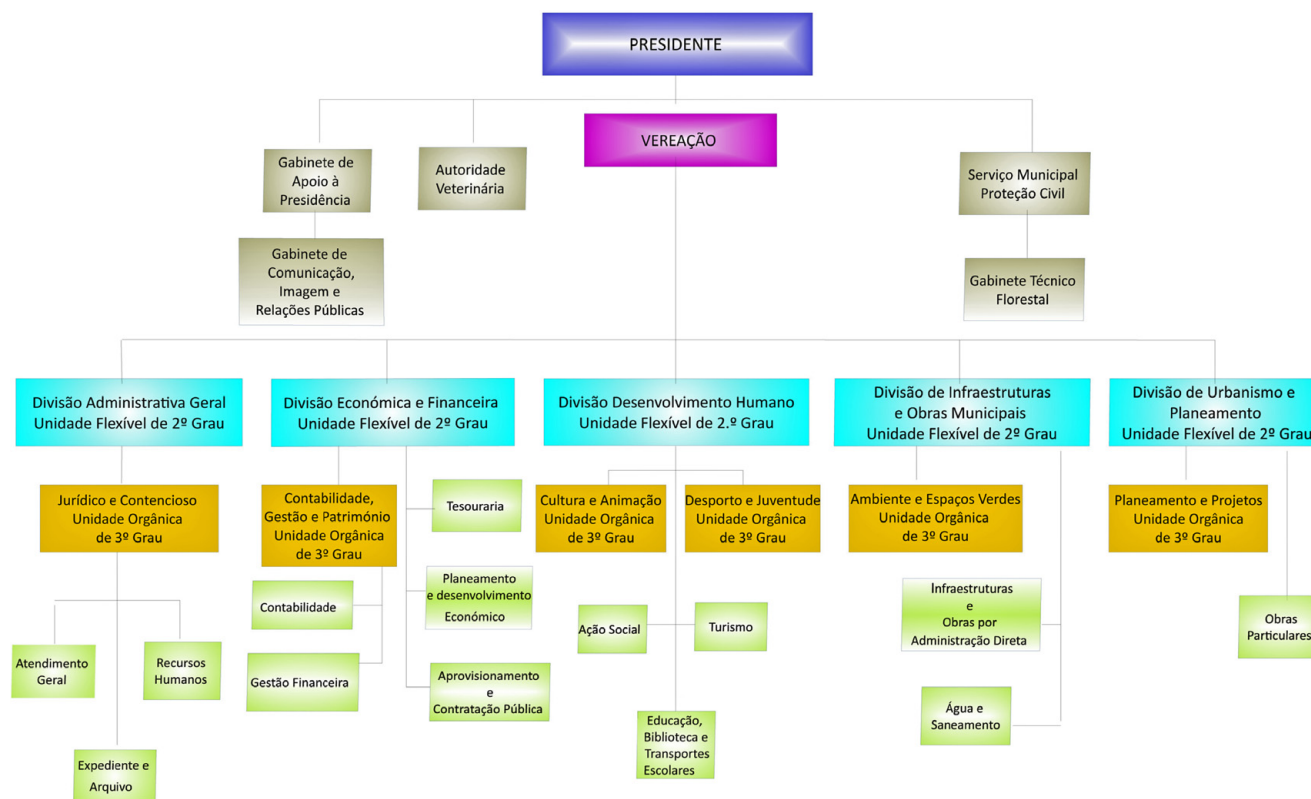 PRESIDENTE
VEREAÇÃO
Gabinete de
Apoio à
Presidência
Autoridade
Veterinária
Serviço Municipal
Proteção Civil
Gabinete de
Comunicação,
Imagem e
Relações Públicas
Gabinete Técnico
Florestal
Divisão Administrativa Geral
Unidade Flexível de 2º Grau
Divisão Económica e Financeira
Unidade Flexível de 2º Grau
Divisão Desenvolvimento Humano
Unidade Flexível de 2.º Grau
Divisão de Infraestruturas
e Obras Municipais
Unidade Flexível de 2º Grau
Divisão de Urbanismo e
Planeamento
Unidade Flexível de 2º Grau
Jurídico e Contencioso
Unidade Orgânica
de 3º Grau
Contabilidade,
Gestão e Património
Unidade Orgânica
de 3º Grau
Tesouraria
Cultura e Animação
Unidade Orgânica
de 3º Grau
Desporto e Juventude
Unidade Orgânica
de 3º Grau
Ambiente e Espaços Verdes
Unidade Orgânica
de 3º Grau
Planeamento e Projetos
Unidade Orgânica
de 3º Grau
Contabilidade
Planeamento
e desenvolvimento
Económico
Ação Social
Turismo
Infraestruturas
e
Obras por
Administração Direta
Obras
Particulares
Atendimento
Geral
Recursos
Humanos
Gestão Financeira
Aprovisionamento
e
Contratação Pública
Educação,
Biblioteca e
Transportes
Escolares
Água e
Saneamento
Expediente e
Arquivo